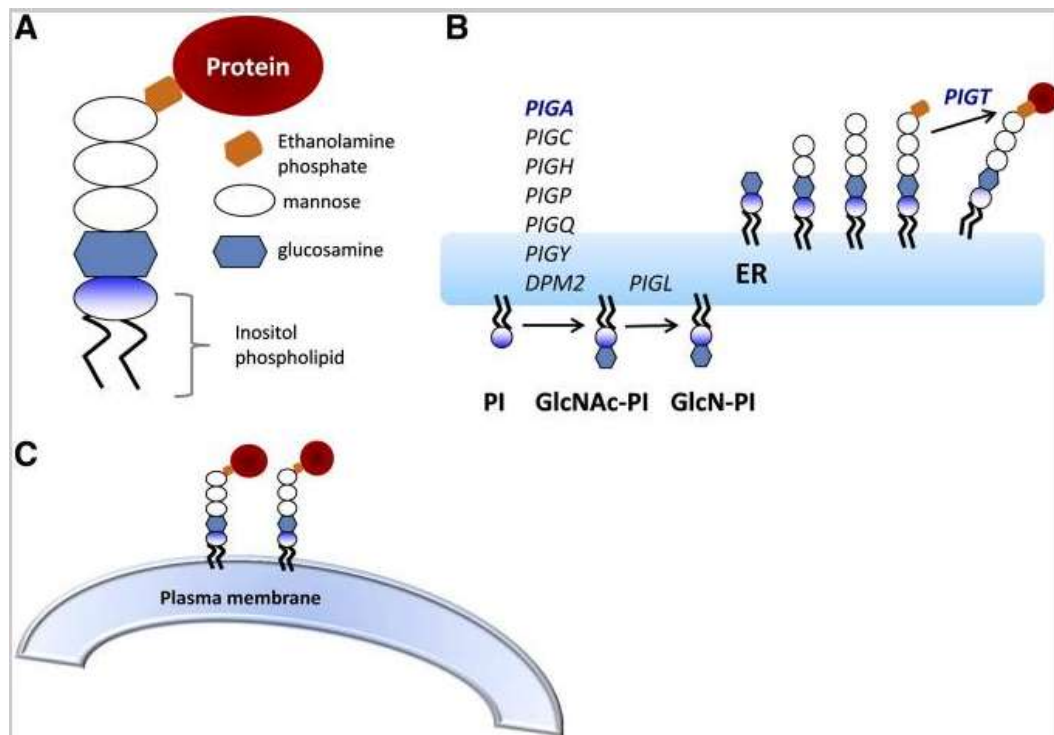 A
Protein
Ethanolamine
phosphate
mannose
glucosamine
Inositol
phospholipid
B
PIGA
PIGC
PIGH
PIGP
PIGQ
PIGY
DPM2
PIGL
PIGT
ER
PI
GlcNAc-PI
GlcN-PI
C
Plasma membrane